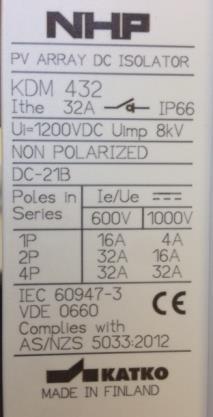 NHP
PV ARRAY DC ISOLATOR
KDM 432
Ithe 32A IP66
Ui=1200VDC Uimp 8kV
NON POLARIZED
DC-21B
Poles in Series Ie/Ue
600V 1000V
1P 16A 4A
2P 32A 16A
4P 32A 32A
IEC 60947-3
VDE 0660 CE
Complies with
AS/NZS 5033:2012
KATKO
MADE IN FINLAND